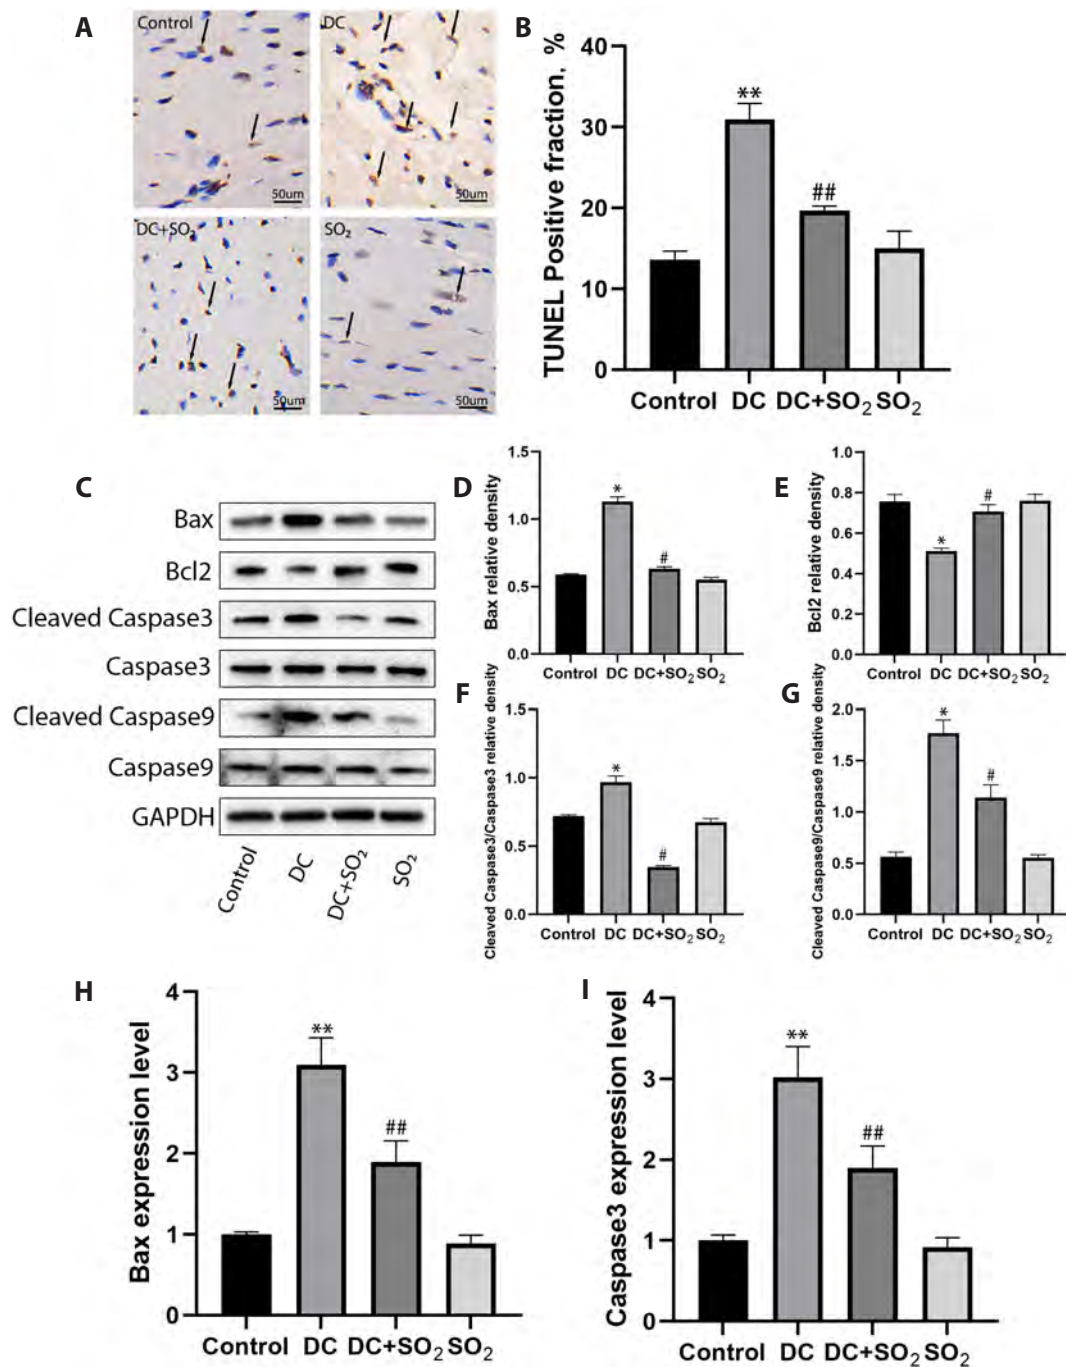 A
Control
50um
DC
50um
DC+SO₂
50um
SO₂
50um
B
TUNEL Positive fraction. %
40
30
20
10
0
**
##
Control DC DC+SO₂ SO₂
C
Bax
Bcl2
Cleaved Caspase3
Caspase3
Cleaved Caspase9
Caspase9
GAPDH
Control
DC
DC+SO₂
SO₂
D
Bax relative density
1.5
1.0
0.5
0.0
*
#
Control DC DC+SO₂ SO₂
E
Bcl2 relative density
1.0
0.8
0.6
0.4
0.2
0.0
*
#
Control DC DC+SO₂ SO₂
F
Cleaved Caspase3/Caspase3 relative density
1.5
1.0
0.5
0.0
*
#
Control DC DC+SO₂ SO₂
G
Cleaved Caspase9/Caspase9 relative density
2.0
1.5
1.0
0.5
0.0
*
#
Control DC DC+SO₂ SO₂
H
Bax expression level
4
3
2
1
0
**
##
Control DC DC+SO₂ SO₂
I
Caspase3 expression level
4
3
2
1
0
**
##
Control DC DC+SO₂ SO₂